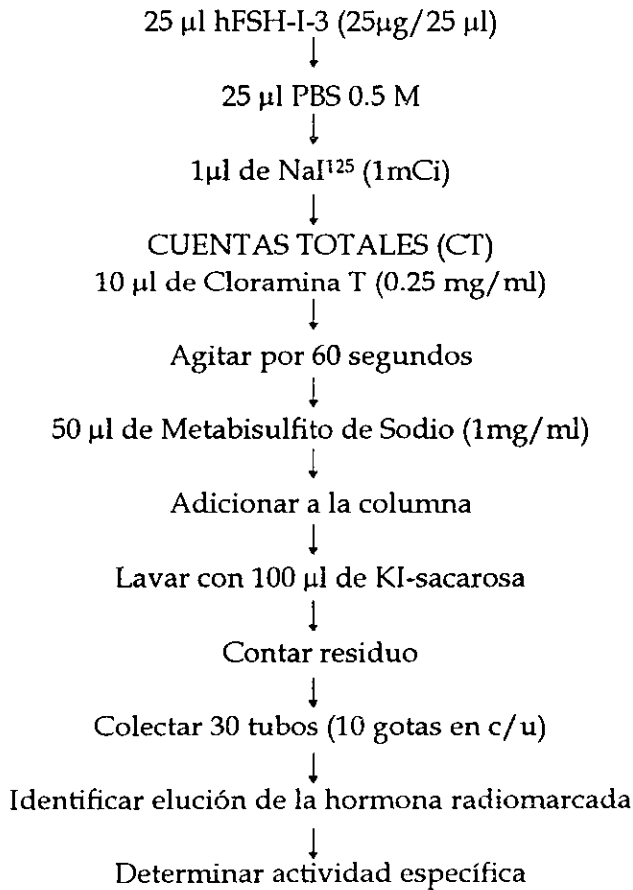 25 µl hFSH-I-3 (25µg/25 µl)
25 µl PBS 0.5 M
1µl de NaI¹²⁵ (1mCi)
CUENTAS TOTALES (CT)
10 µl de Cloramina T (0.25 mg/ml)
Agitar por 60 segundos
50 µl de Metabisulfito de Sodio (1mg/ml)
Adicionar a la columna
Lavar con 100 µl de KI-sacarosa
Contar residuo
Colectar 30 tubos (10 gotas en c/u)
Identificar elución de la hormona radiomarcada
Determinar actividad específica